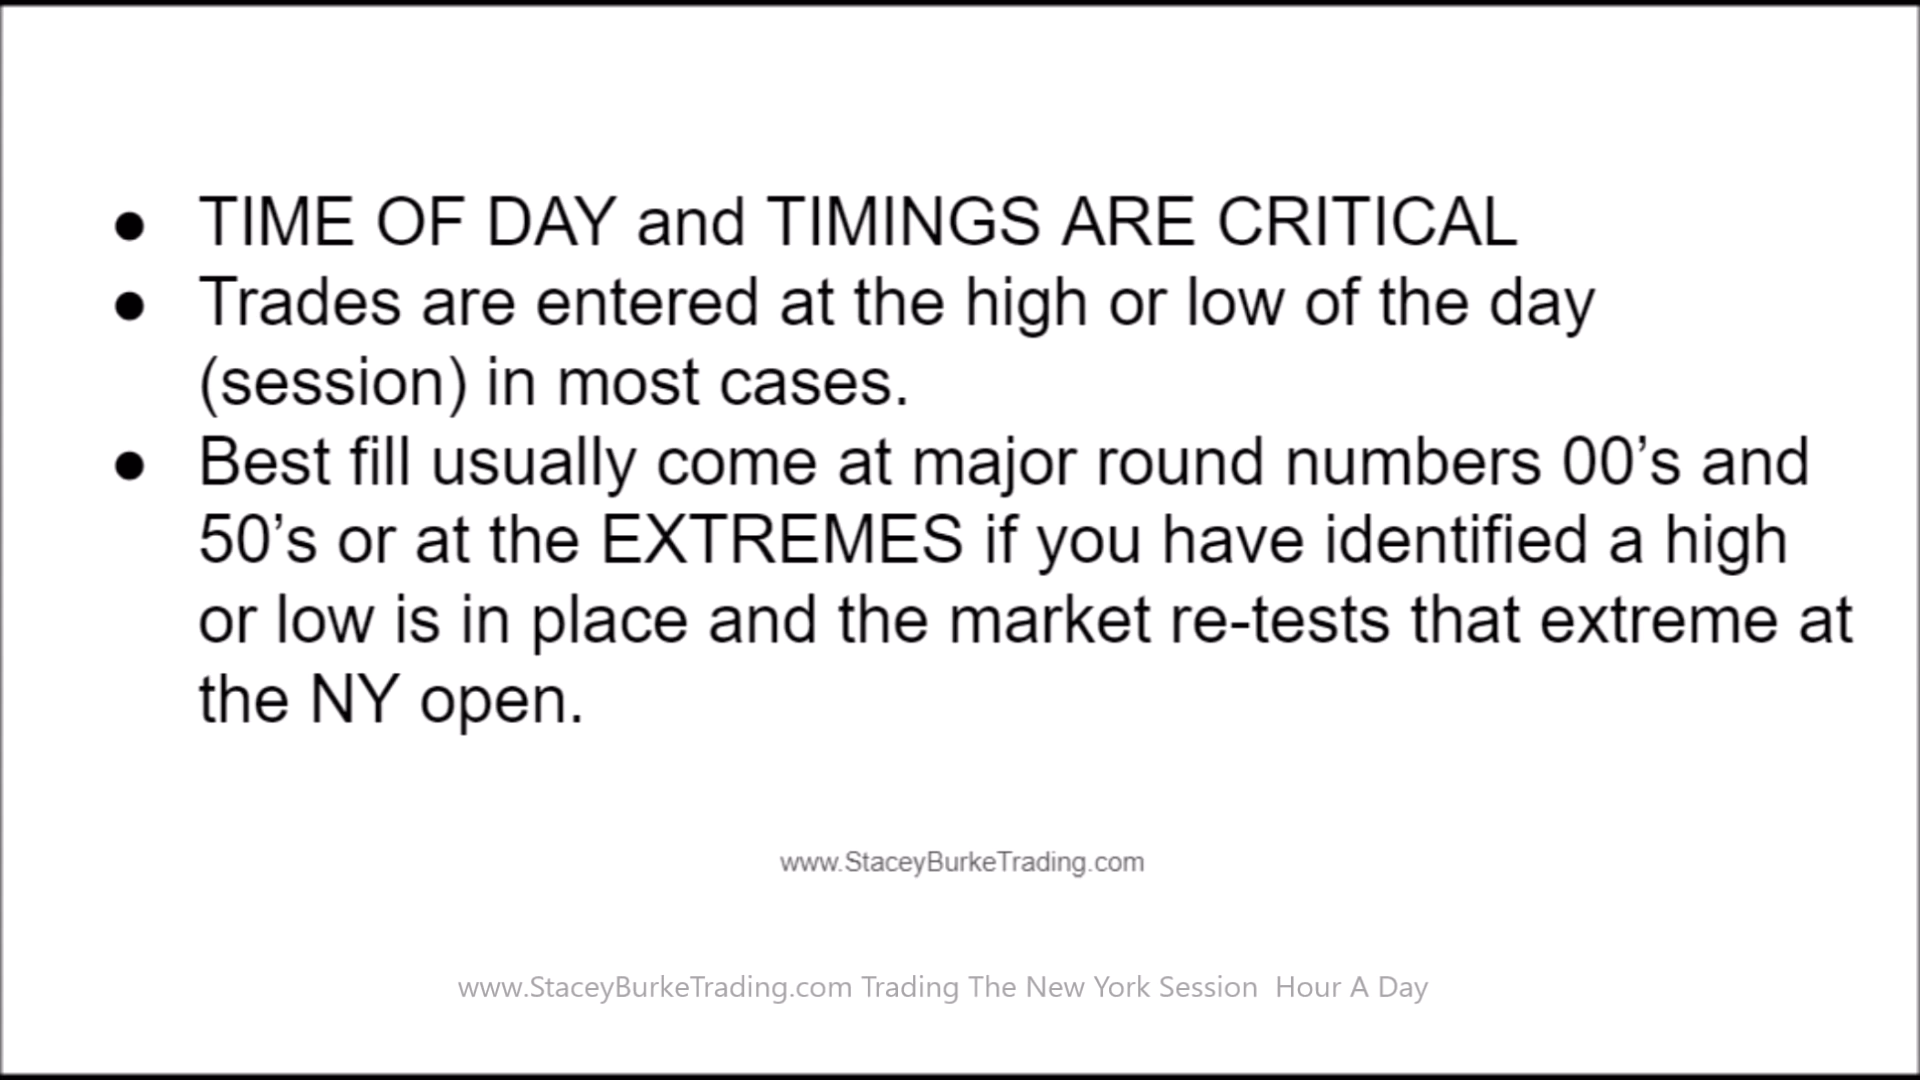 ● TIME OF DAY and TIMINGS ARE CRITICAL
● Trades are entered at the high or low of the day
(session) in most cases.
● Best fill usually come at major round numbers 00’s and
50’s or at the EXTREMES if you have identified a high
or low is in place and the market re-tests that extreme at
the NY open.
www.StaceyBurkeTrading.com
www.StaceyBurkeTrading.com Trading The New York Session  Hour A Day